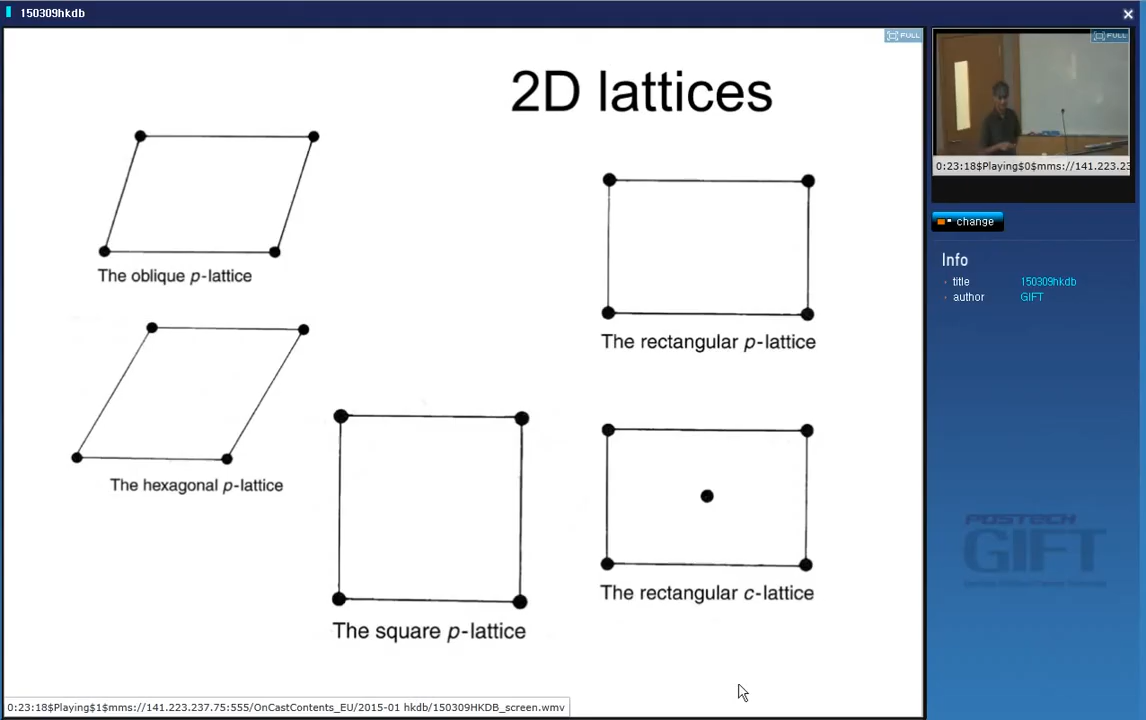 150309hkdb
FULL
2D lattices
The oblique p-lattice
The hexagonal p-lattice
The square p-lattice
The rectangular p-lattice
The rectangular c-lattice
0:23:18$Playing$1$mms://141.223.237.75:555/OnCastContents_EU/2015-01 hkdb/150309HKDB_screen.wmv
FULL
0:23:18$Playing$0$mms://141.223.23
change
Info
title 150309hkdb
author GIFT
POSTECH
GIFT